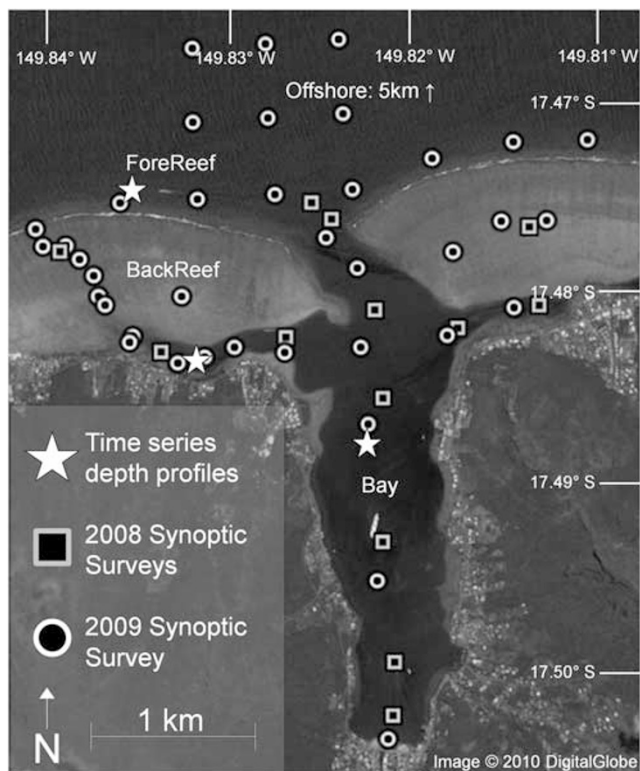 149.84° W
149.83° W
149.82° W
149.81° W
Offshore: 5km ↑
17.47° S
ForeReef
BackReef
17.48° S
Time series
depth profiles
17.49° S
Bay
2008 Synoptic
Surveys
2009 Synoptic
Survey
17.50° S
1 km
N
Image © 2010 DigitalGlobe